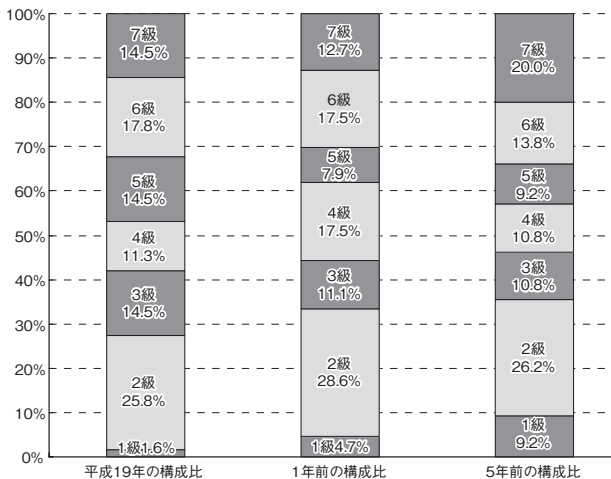 100%
90%
80%
70%
60%
50%
40%
30%
20%
10%
0%
7級
14.5%
6級
17.8%
5級
14.5%
4級
11.3%
3級
14.5%
2級
25.8%
1級1.6%
平成19年の構成比
7級
12.7%
6級
17.5%
5級
7.9%
4級
17.5%
3級
11.1%
2級
28.6%
1級4.7%
1年前の構成比
7級
20.0%
6級
13.8%
5級
9.2%
4級
10.8%
3級
10.8%
2級
26.2%
1級
9.2%
5年前の構成比